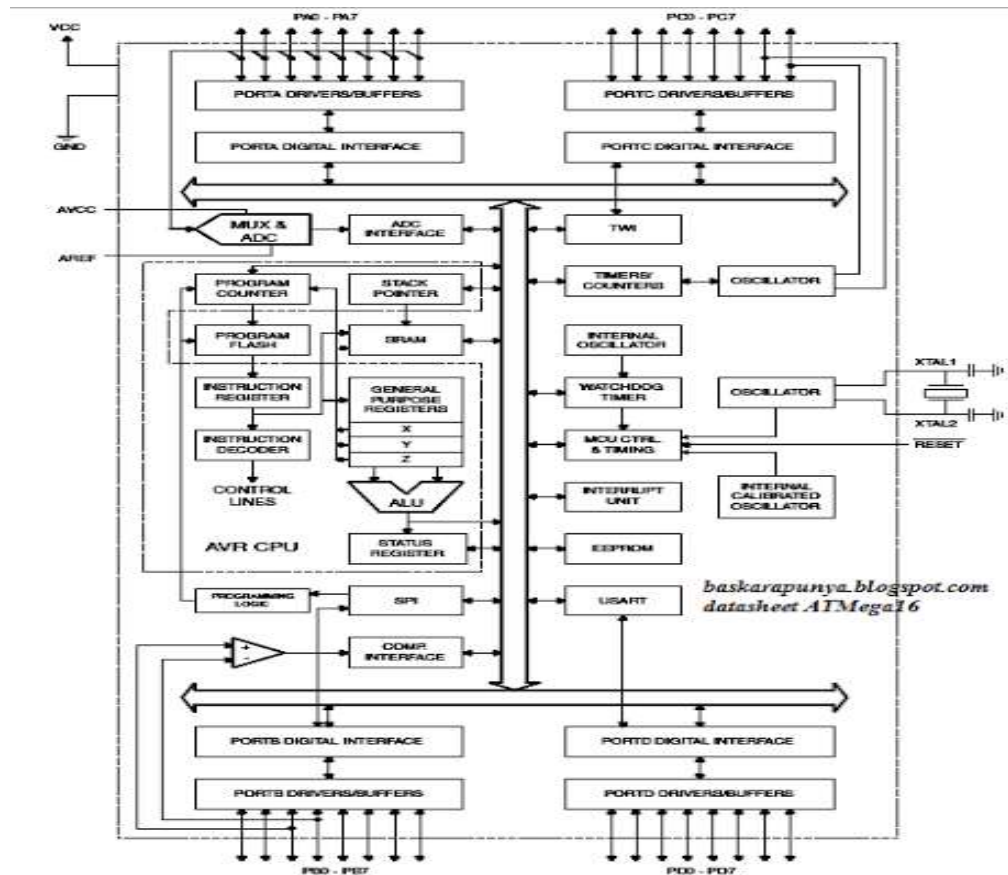 PA0 - PA7
PC0 - PC7
VCC
PORTA DRIVERS/BUFFERS
PORTC DRIVERS/BUFFERS
GND
PORTA DIGITAL INTERFACE
PORTC DIGITAL INTERFACE
AVCC
MUX &
ADC
ADC
INTERFACE
TWI
AREF
PROGRAM
COUNTER
STACK
POINTER
TIMERS/
COUNTERS
OSCILLATOR
PROGRAM
FLASH
SRAM
INTERNAL
OSCILLATOR
XTAL1
INSTRUCTION
REGISTER
GENERAL
PURPOSE
REGISTERS
WATCHDOG
TIMER
OSCILLATOR
X
XTAL2
INSTRUCTION
DECODER
Y
MCU CTRL
& TIMING
RESET
Z
CONTROL
LINES
ALU
INTERRUPT
UNIT
INTERNAL
CALIBRATED
OSCILLATOR
AVR CPU
STATUS
REGISTER
EEPROM
PROGRAMMING
LOGIC
SPI
USART
baskarapunya.blogspot.com
datasheet ATMega16
+
-
COMP.
INTERFACE
PORTB DIGITAL INTERFACE
PORTD DIGITAL INTERFACE
PORTB DRIVERS/BUFFERS
PORTD DRIVERS/BUFFERS
PB0 - PB7
PD0 - PD7